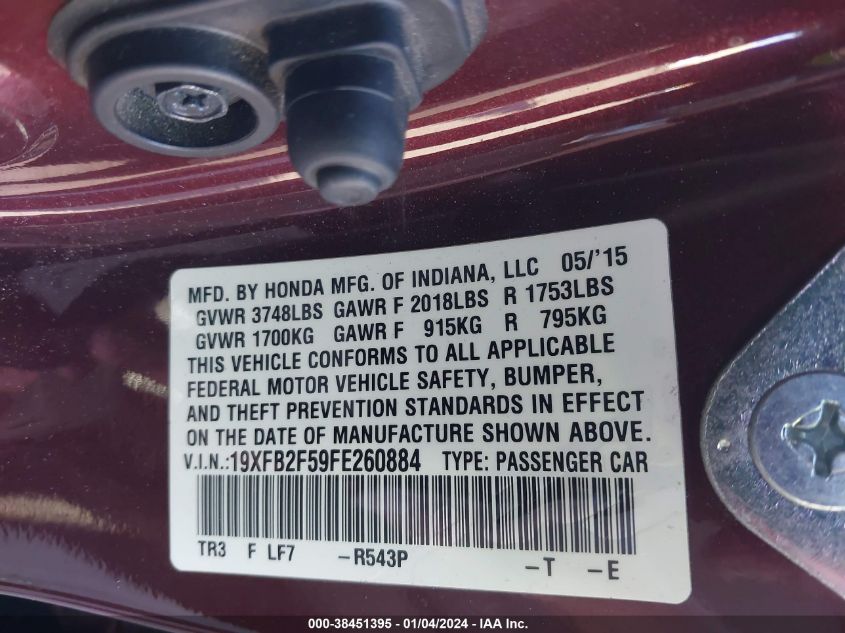 MFD. BY HONDA MFG. OF INDIANA, LLC 05/'15
GVWR 3748LBS GAWR F 2018LBS R 1753LBS
GVWR 1700KG GAWR F 915KG R 795KG
THIS VEHICLE CONFORMS TO ALL APPLICABLE
FEDERAL MOTOR VEHICLE SAFETY, BUMPER,
AND THEFT PREVENTION STANDARDS IN EFFECT
ON THE DATE OF MANUFACTURE SHOWN ABOVE.
V.I.N.:19XFB2F59FE260884 TYPE: PASSENGER CAR
TR3 F LF7 -R543P -T -E
000-38451395 - 01/04/2024 - IAA Inc.